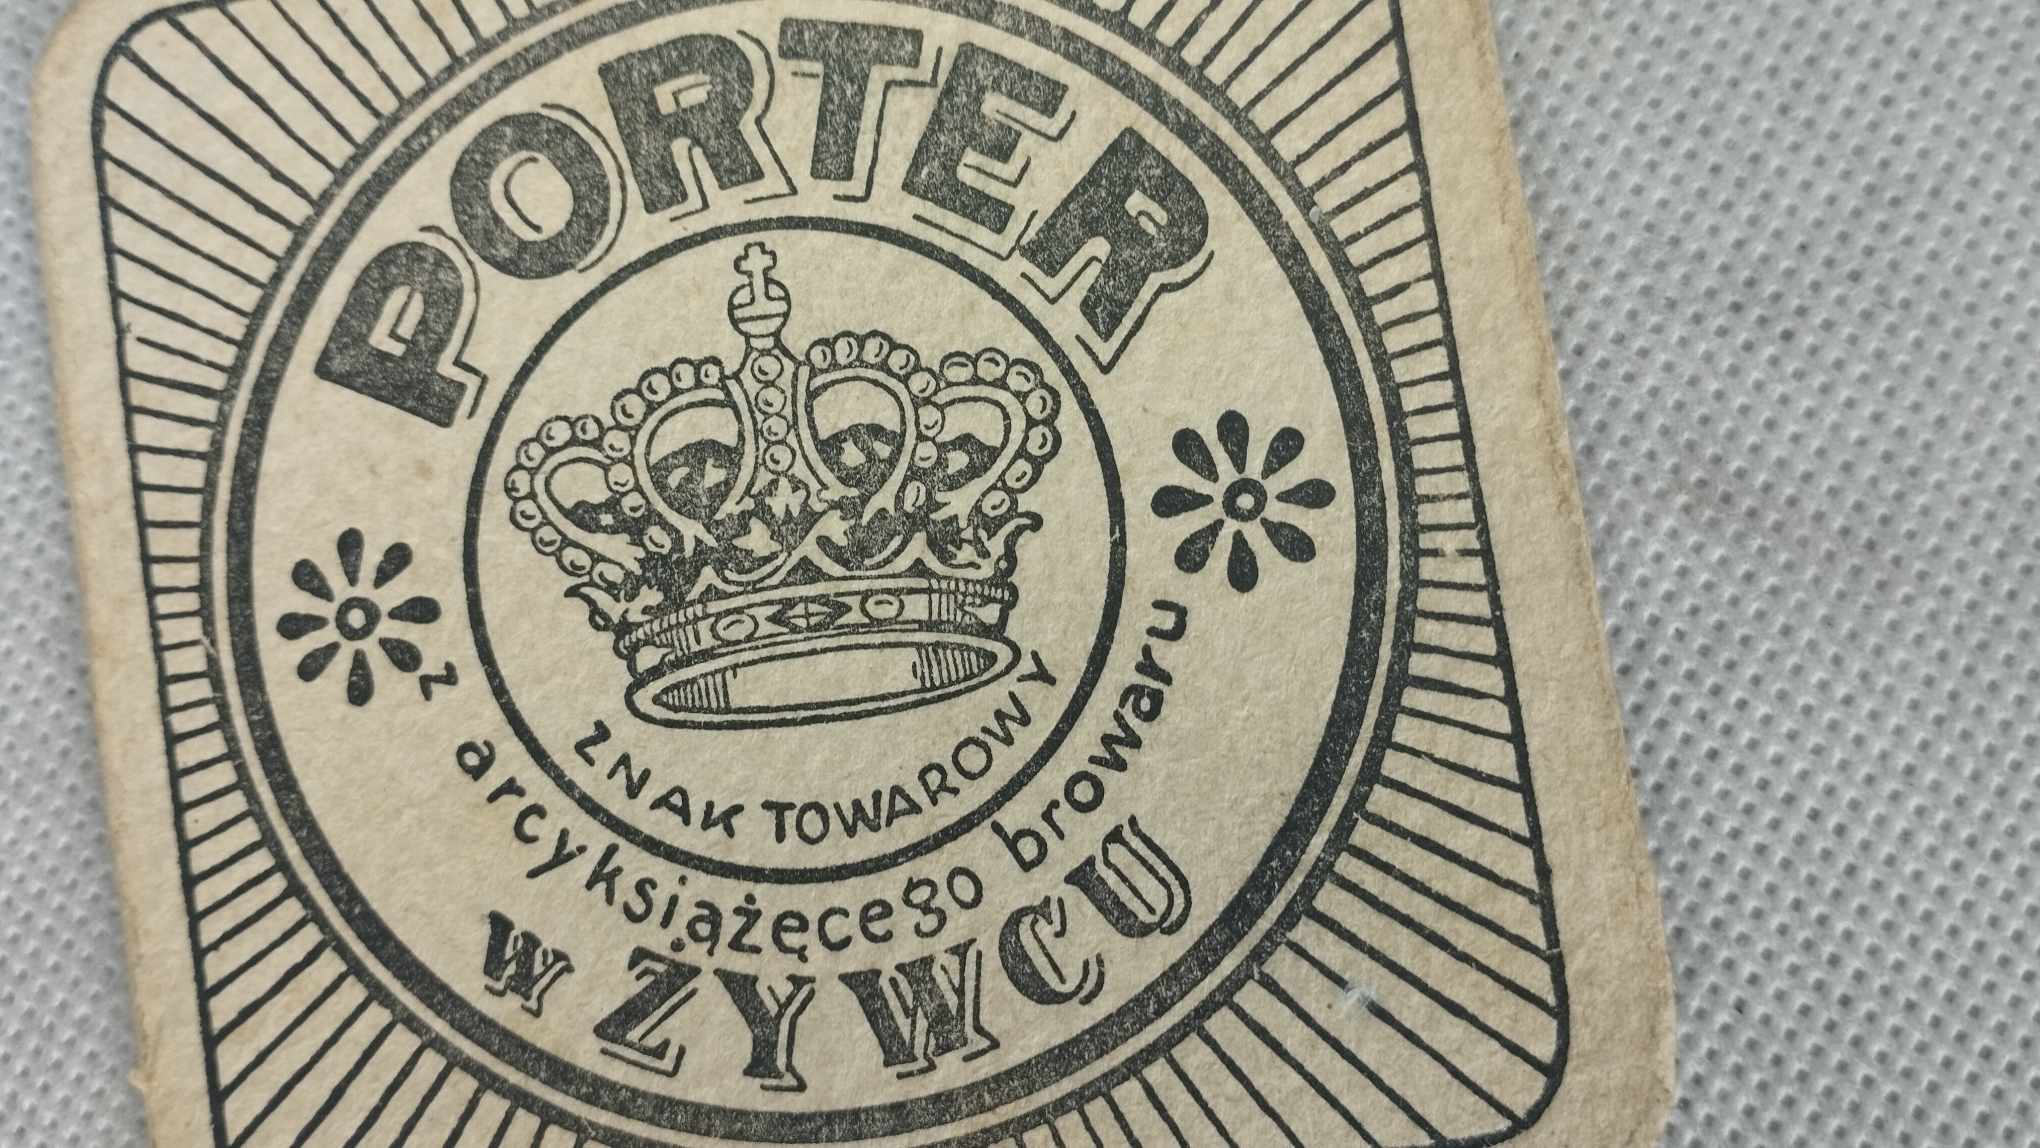 PORTER
ZNAK TOWAROWY
z arcyksiążęcego browaru
w ŻYWCU